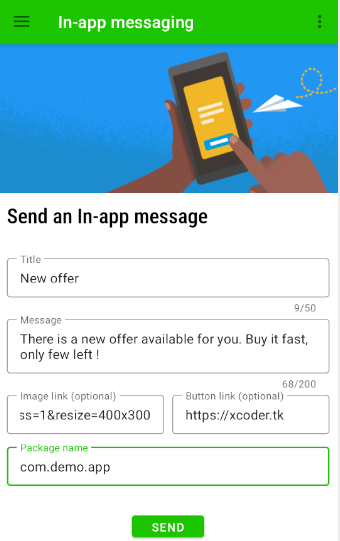 In-app messaging
Send an In-app message
Title
New offer
9/50
Message
There is a new offer available for you. Buy it fast,
only few left !
68/200
Image link (optional)
ss=1&resize=400x300
Button link (optional)
https://xcoder.tk
Package name
com.demo.app
SEND